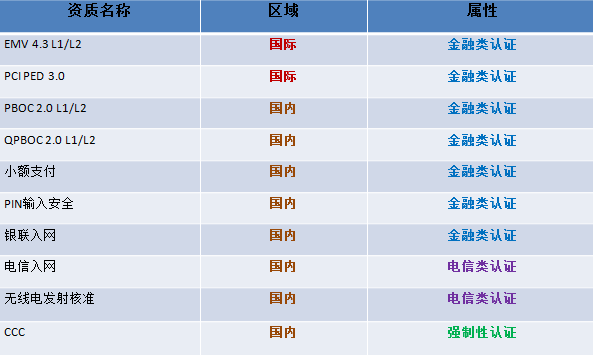 资质名称 区域 属性
EMV 4.3 L1/L2 国际 金融类认证
PCI PED 3.0 国际 金融类认证
PBOC 2.0 L1/L2 国内 金融类认证
QPBOC 2.0 L1/L2 国内 金融类认证
小额支付 国内 金融类认证
PIN输入安全 国内 金融类认证
银联入网 国内 金融类认证
电信入网 国内 电信类认证
无线电发射核准 国内 电信类认证
CCC 国内 强制性认证